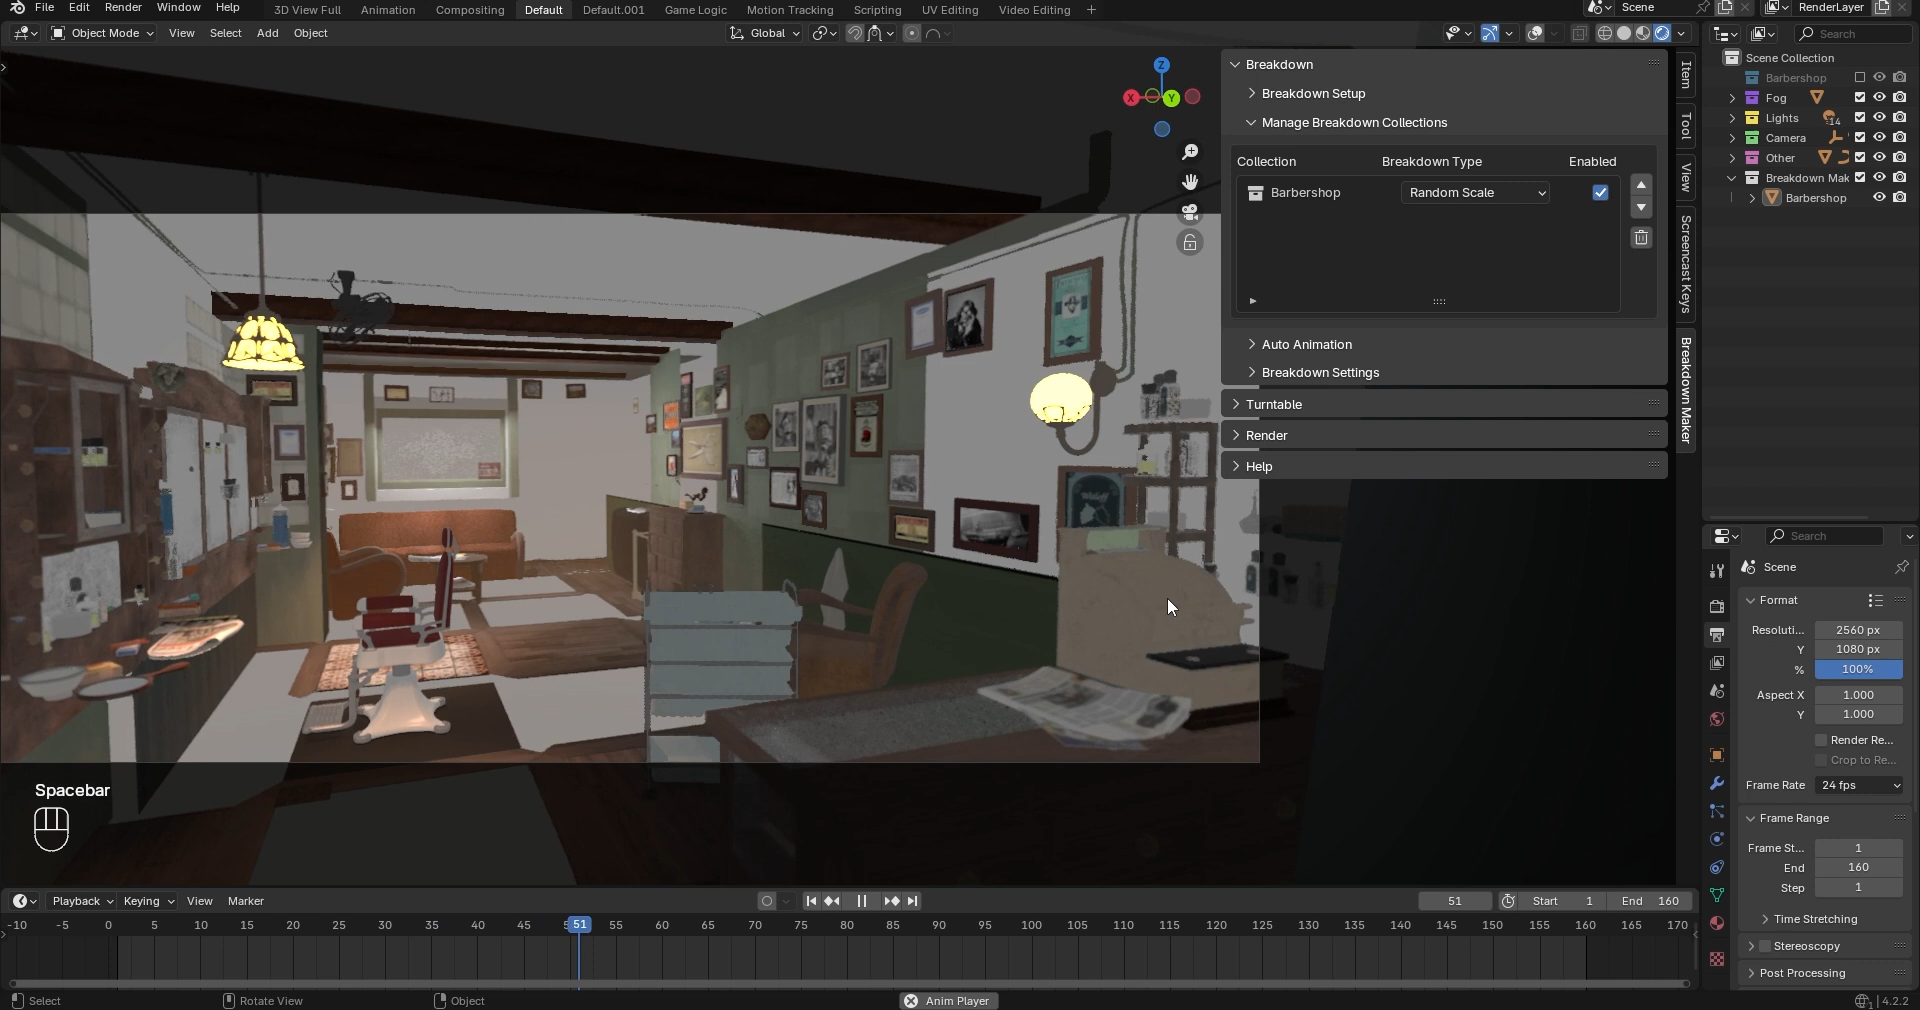 File Edit Render Window Help 3D View Full Animation Compositing Default Default.001 Game Logic Motion Tracking Scripting UV Editing Video Editing + Scene RenderLayer
Object Mode View Select Add Object Global Search
Breakdown
Breakdown Setup
Manage Breakdown Collections
Collection Breakdown Type Enabled
Barbershop Random Scale
Auto Animation
Breakdown Settings
Turntable
Render
Help
Z
X Y
Item
Tool
View
Screencast Keys
Breakdown Maker
Scene Collection
Barbershop
Fog
Lights 14
Camera
Other
Breakdown Mak
Barbershop
Search
Scene
Format
Resoluti... 2560 px
Y 1080 px
% 100%
Aspect X 1.000
Y 1.000
Render Re...
Crop to Re...
Frame Rate 24 fps
Frame Range
Frame St... 1
End 160
Step 1
Time Stretching
Stereoscopy
Post Processing
Spacebar
Playback Keying View Marker 51 Start 1 End 160
-10 -5 0 5 10 15 20 25 30 35 40 45 51 55 60 65 70 75 80 85 90 95 100 105 110 115 120 125 130 135 140 145 150 155 160 165 170
Select Rotate View Object Anim Player 4.2.2